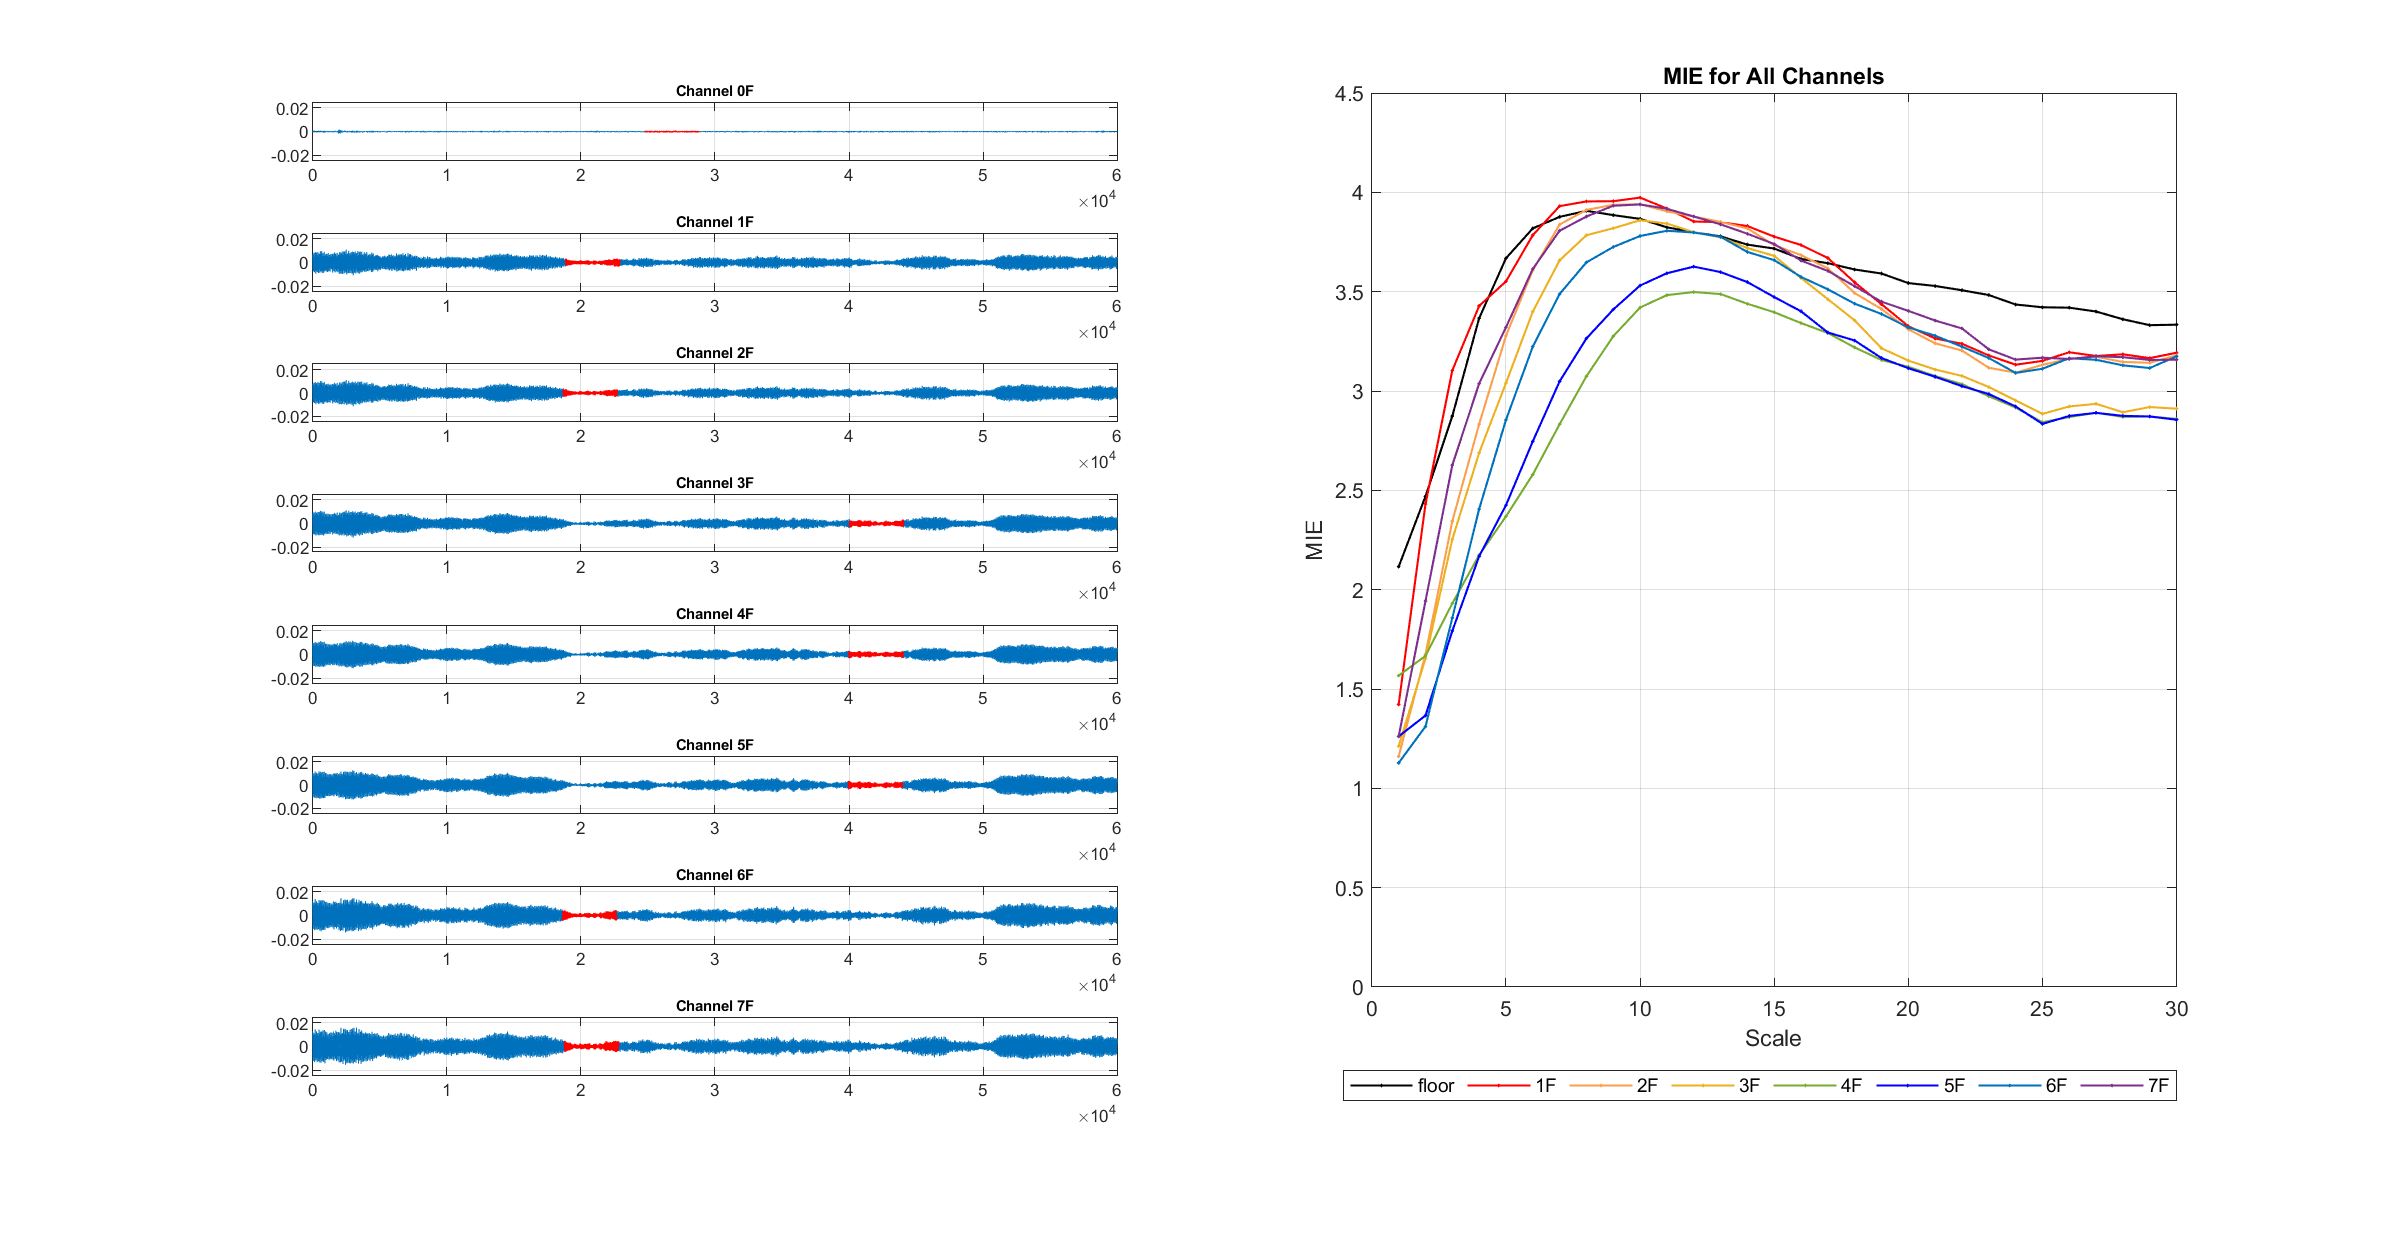 Channel 0F
0.02
0
-0.02
0 1 2 3 4 5 6
×10^4
Channel 1F
0.02
0
-0.02
0 1 2 3 4 5 6
×10^4
Channel 2F
0.02
0
-0.02
0 1 2 3 4 5 6
×10^4
Channel 3F
0.02
0
-0.02
0 1 2 3 4 5 6
×10^4
Channel 4F
0.02
0
-0.02
0 1 2 3 4 5 6
×10^4
Channel 5F
0.02
0
-0.02
0 1 2 3 4 5 6
×10^4
Channel 6F
0.02
0
-0.02
0 1 2 3 4 5 6
×10^4
Channel 7F
0.02
0
-0.02
0 1 2 3 4 5 6
×10^4
MIE for All Channels
4.5
4
3.5
3
2.5
2
1.5
1
0.5
0
MIE
0 5 10 15 20 25 30
Scale
floor 1F 2F 3F 4F 5F 6F 7F